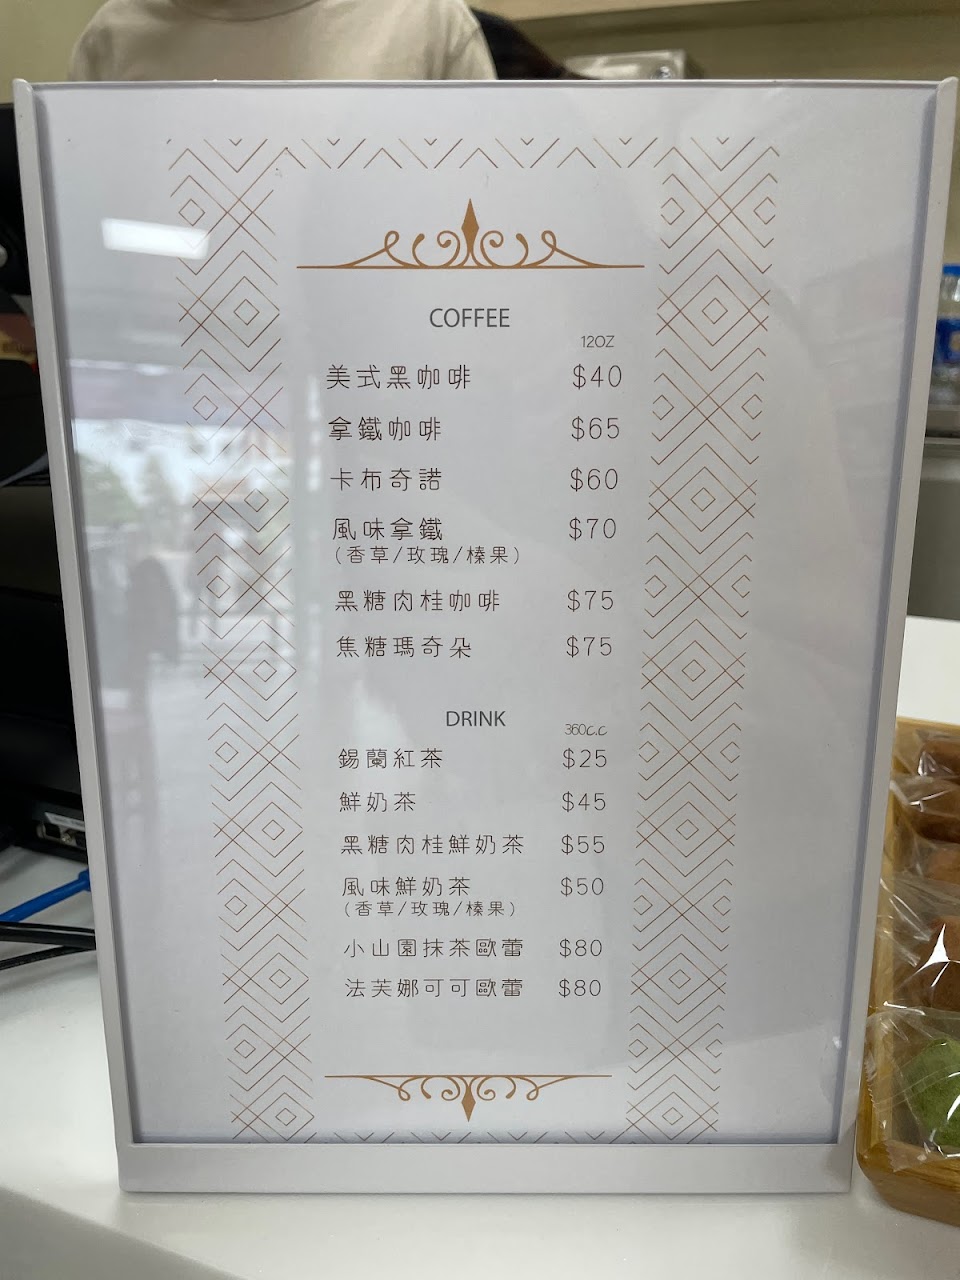 COFFEE
12OZ
美式黑咖啡 $40
拿鐵咖啡 $65
卡布奇諾 $60
風味拿鐵 $70
(香草/玫瑰/榛果)
黑糖肉桂咖啡 $75
焦糖瑪奇朵 $75
DRINK
360c.c
錫蘭紅茶 $25
鮮奶茶 $45
黑糖肉桂鮮奶茶 $55
風味鮮奶茶 $50
(香草/玫瑰/榛果)
小山園抹茶歐蕾 $80
法芙娜可可歐蕾 $80